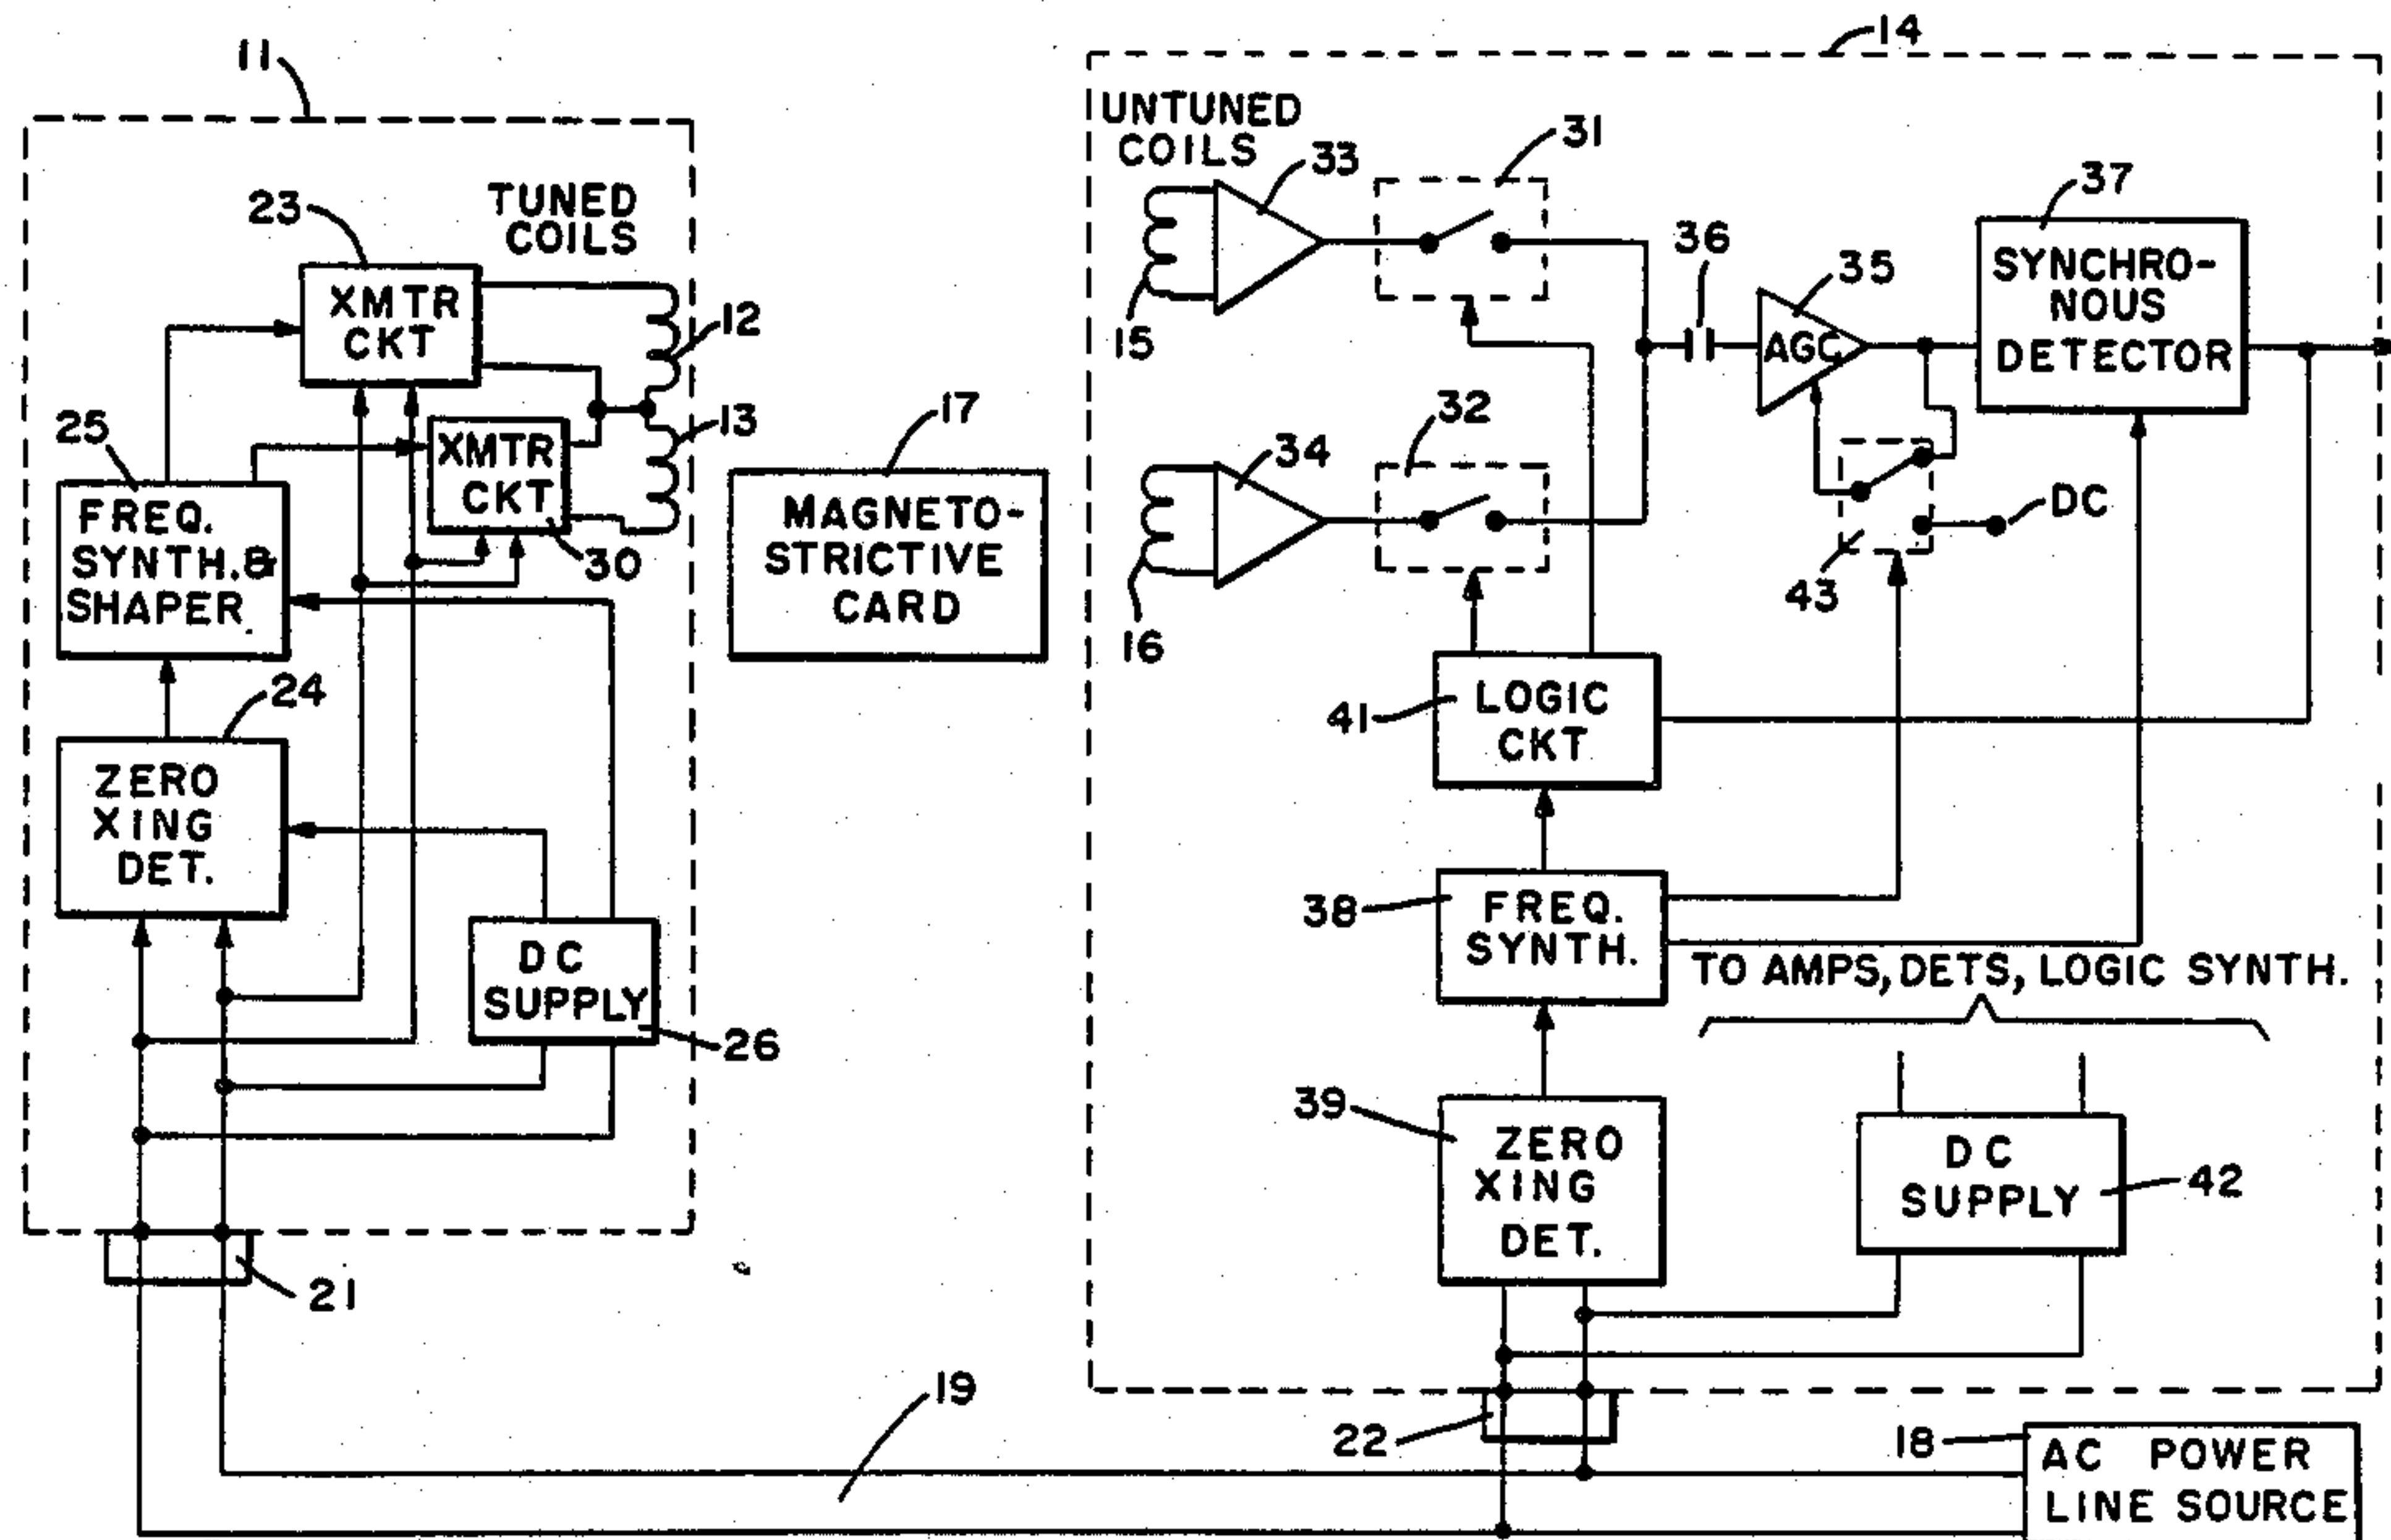 11
14
UNTUNED
COILS
33
31
37
23
TUNED
COILS
36
35
SYNCHRO-
NOUS
DETECTOR
XMTR
CKT
12
15
AGC
25
13
17
32
34
XMTR
CKT
30
FREQ.
SYNTH.&
SHAPER
MAGNETO-
STRICTIVE
CARD
DC
43
16
24
41
LOGIC
CKT
ZERO
XING
DET.
38
FREQ.
SYNTH.
TO AMPS, DETS, LOGIC SYNTH.
DC
SUPPLY
26
39
ZERO
XING
DET.
DC
SUPPLY
42
21
19
22
18
AC POWER
LINE SOURCE